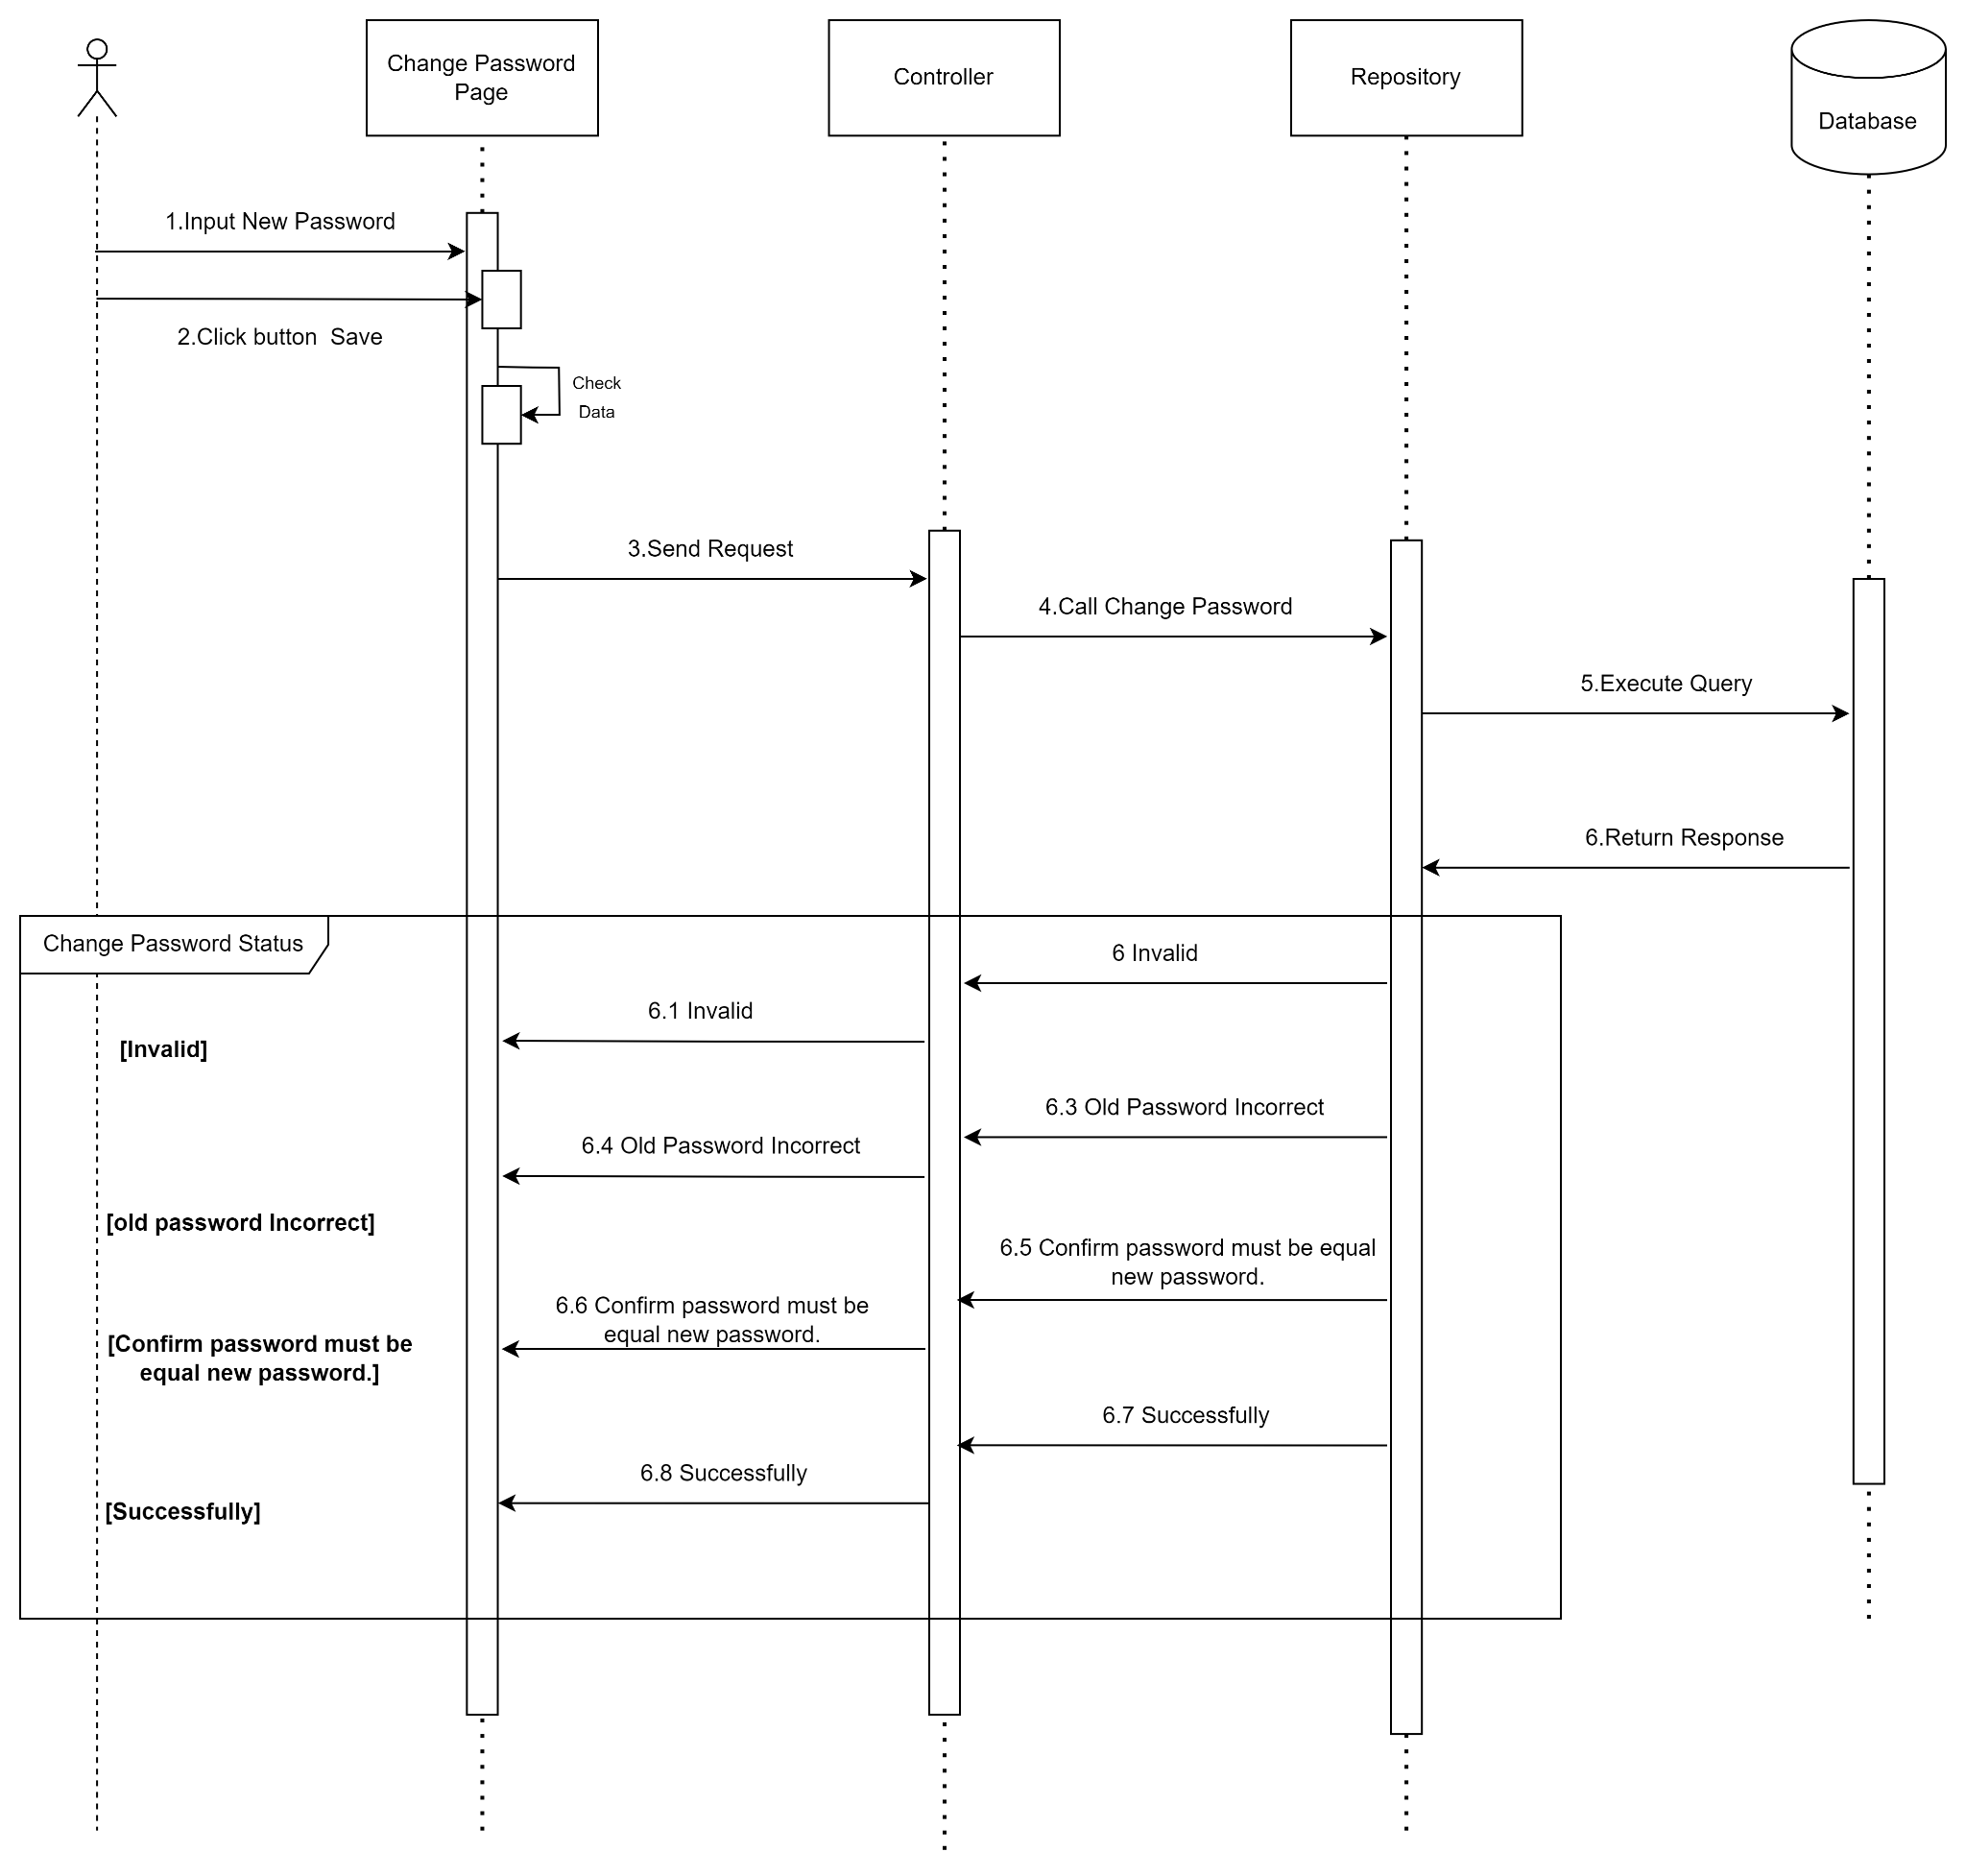 Change Password
Page
Controller
Repository
Database
1.Input New Password
2.Click button  Save
Check
Data
3.Send Request
4.Call Change Password
5.Execute Query
6.Return Response
Change Password Status
6 Invalid
6.1 Invalid
[Invalid]
6.3 Old Password Incorrect
6.4 Old Password Incorrect
[old password Incorrect]
6.5 Confirm password must be equal
new password.
6.6 Confirm password must be
equal new password.
[Confirm password must be
equal new password.]
6.7 Successfully
6.8 Successfully
[Successfully]